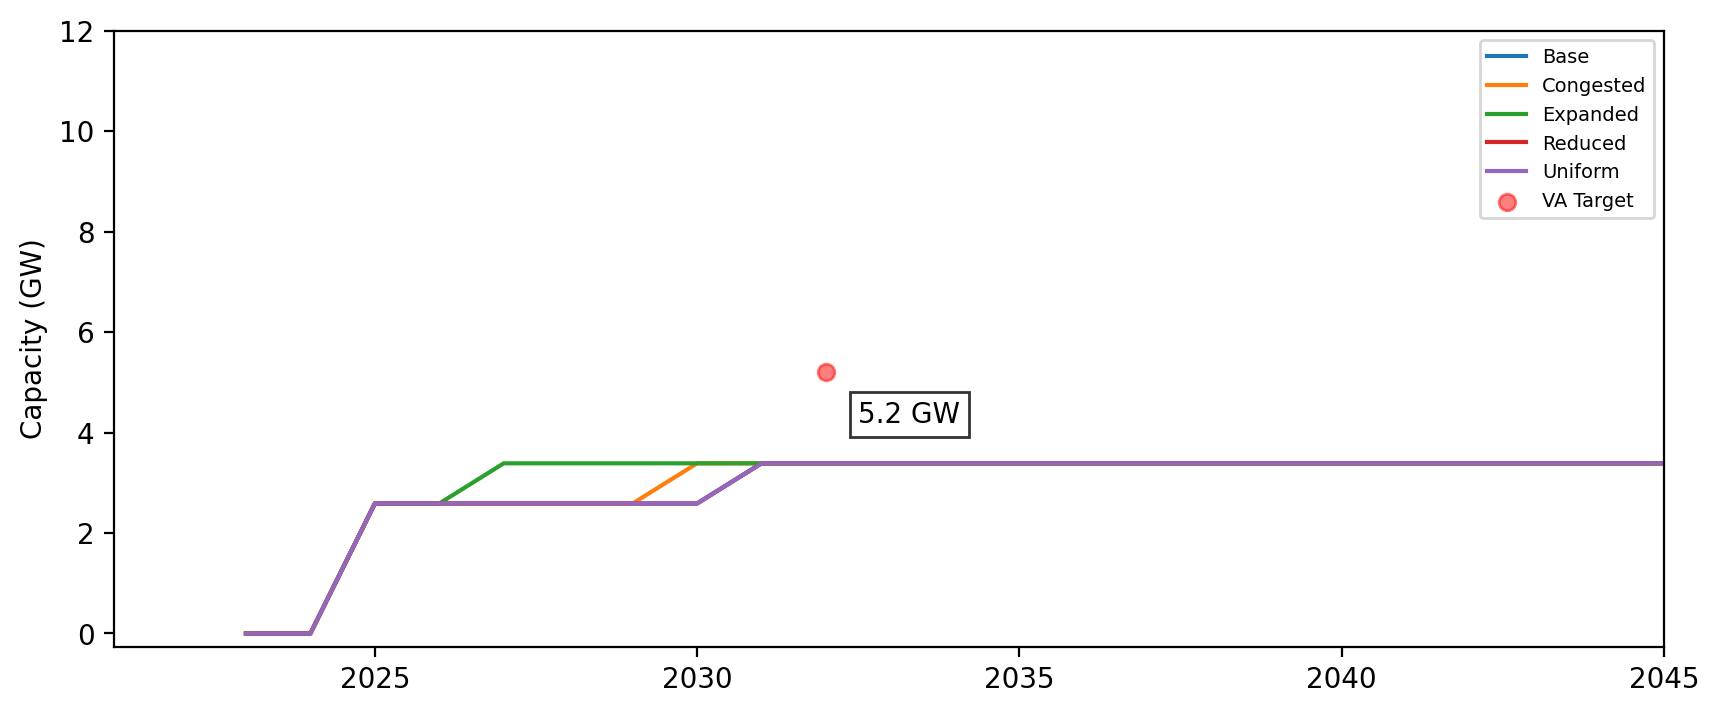 12
10
8
6
4
2
0
Capacity (GW)
Base
Congested
Expanded
Reduced
Uniform
VA Target
5.2 GW
2025
2030
2035
2040
2045